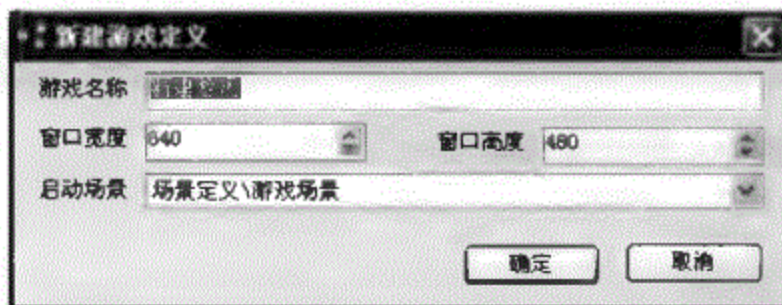 新建游戏定义
游戏名称
窗口宽度 640 窗口高度 480
启动场景 场景定义\游戏场景
确定 取消